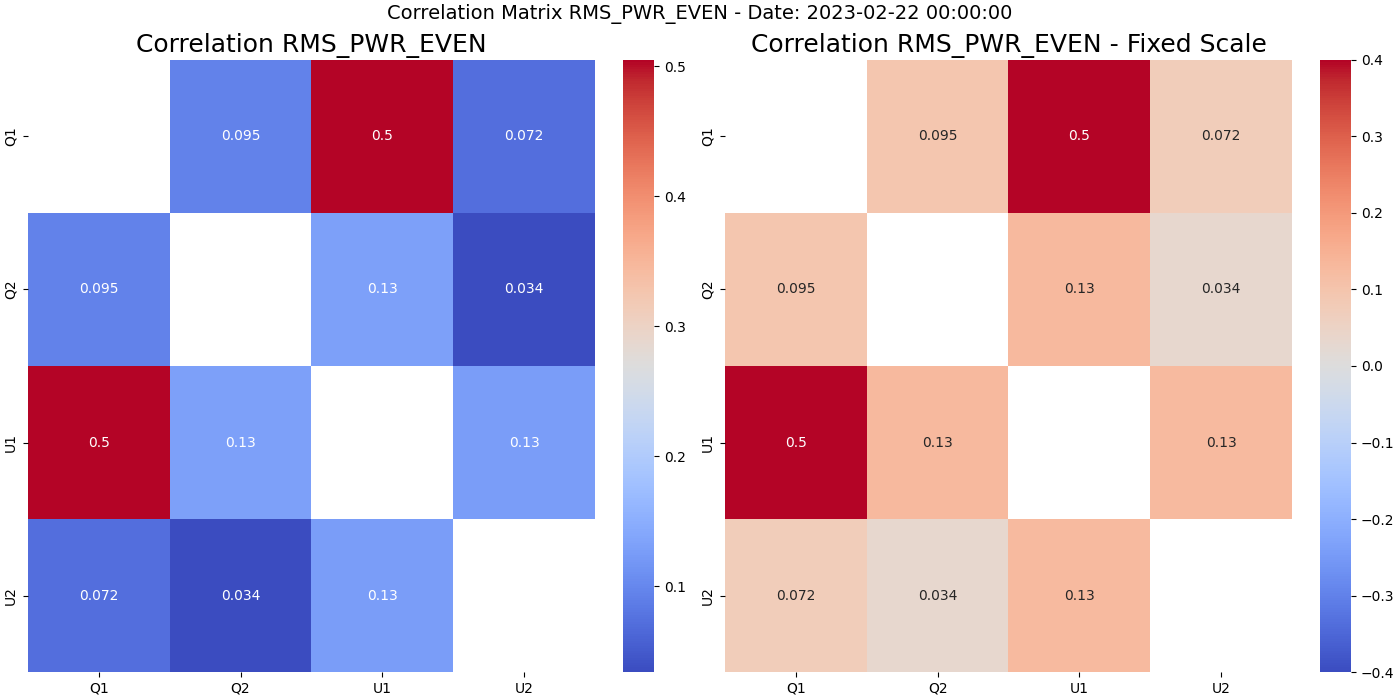 Correlation Matrix RMS_PWR_EVEN - Date: 2023-02-22 00:00:00
Correlation RMS_PWR_EVEN
Q1
0.095
0.5
0.072
Q2
0.095
0.13
0.034
U1
0.5
0.13
0.13
U2
0.072
0.034
0.13
Q1
Q2
U1
U2
0.5
0.4
0.3
0.2
0.1
Correlation RMS_PWR_EVEN - Fixed Scale
Q1
0.095
0.5
0.072
Q2
0.095
0.13
0.034
U1
0.5
0.13
0.13
U2
0.072
0.034
0.13
Q1
Q2
U1
U2
0.4
0.3
0.2
0.1
0.0
−0.1
−0.2
−0.3
−0.4